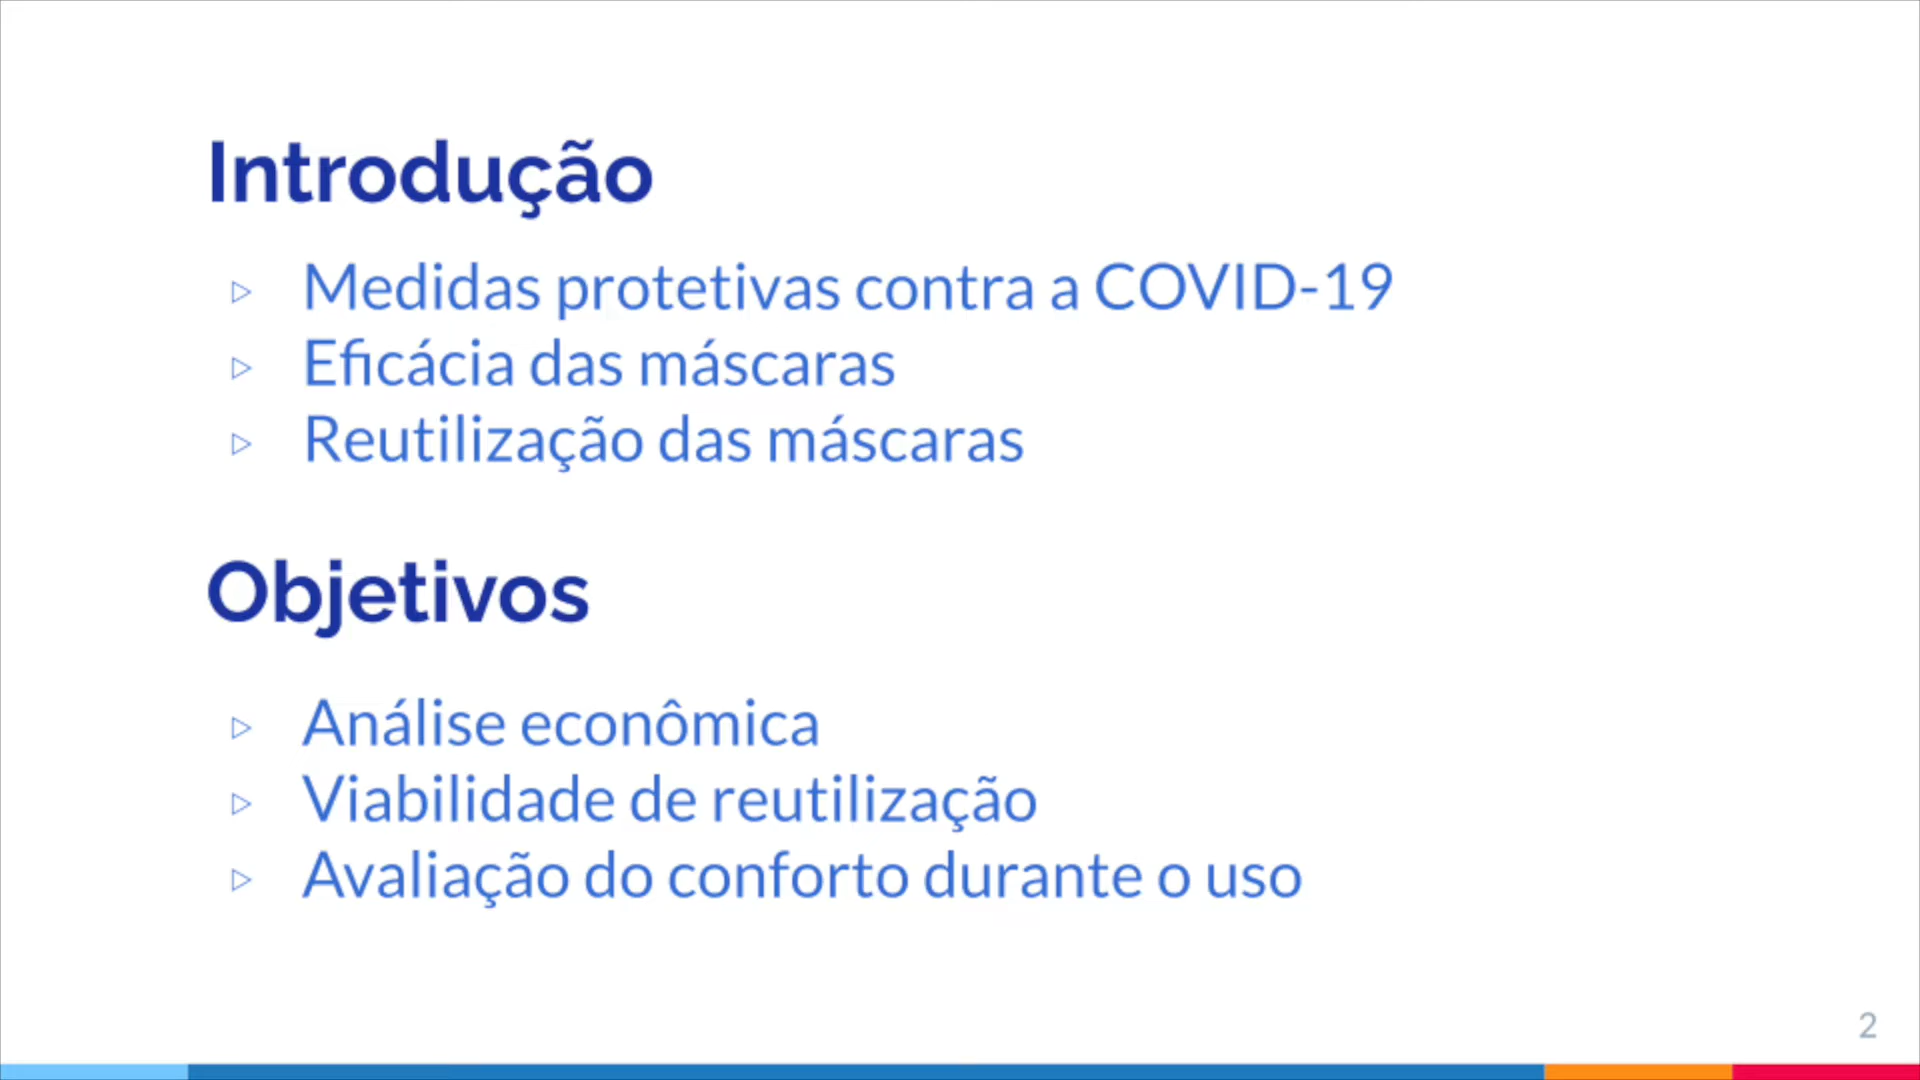 Introdução
▹ Medidas protetivas contra a COVID-19
▹ Eficácia das máscaras
▹ Reutilização das máscaras
Objetivos
▹ Análise econômica
▹ Viabilidade de reutilização
▹ Avaliação do conforto durante o uso
2